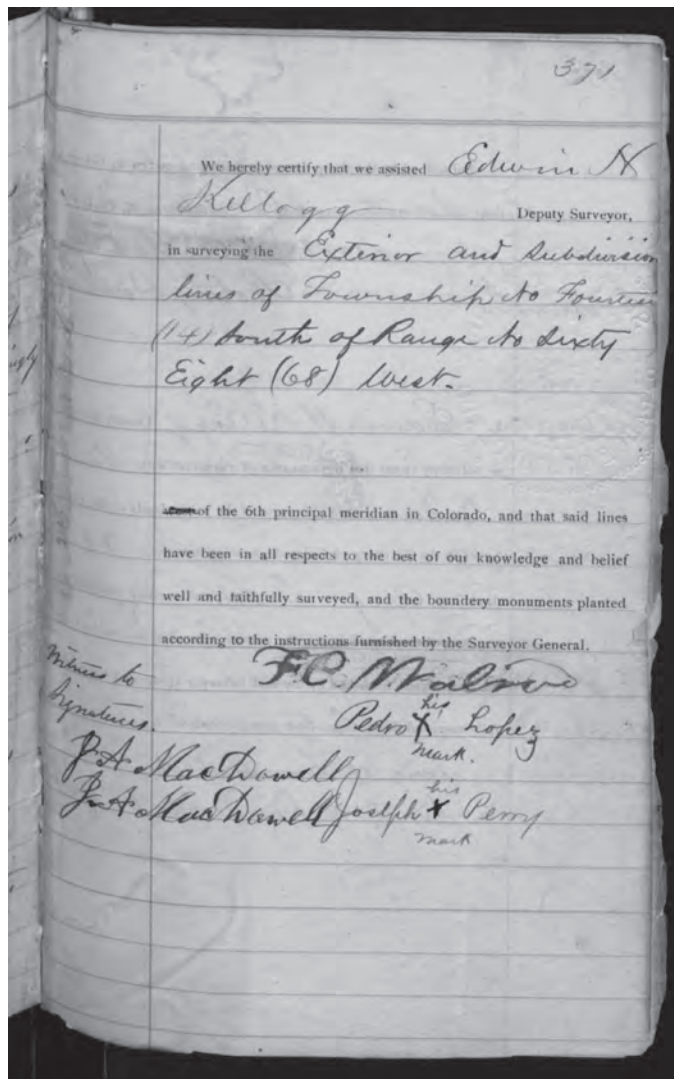 371
We hereby certify that we assisted Edwin H
Kellogg Deputy Surveyor,
in surveying the Exterior and Subdivision
lines of Township No Fourteen
(14) South of Range No Sixty
Eight (68) West.
of the 6th principal meridian in Colorado, and that said lines
have been in all respects to the best of our knowledge and belief
well and faithfully surveyed, and the boundery monuments planted
according to the instructions furnished by the Surveyor General.
Witness to
Signatures.
F.C.
his
Pedro X Lopez
mark.
J A MacDowell
his
J A MacDowell Joseph X Perry
mark